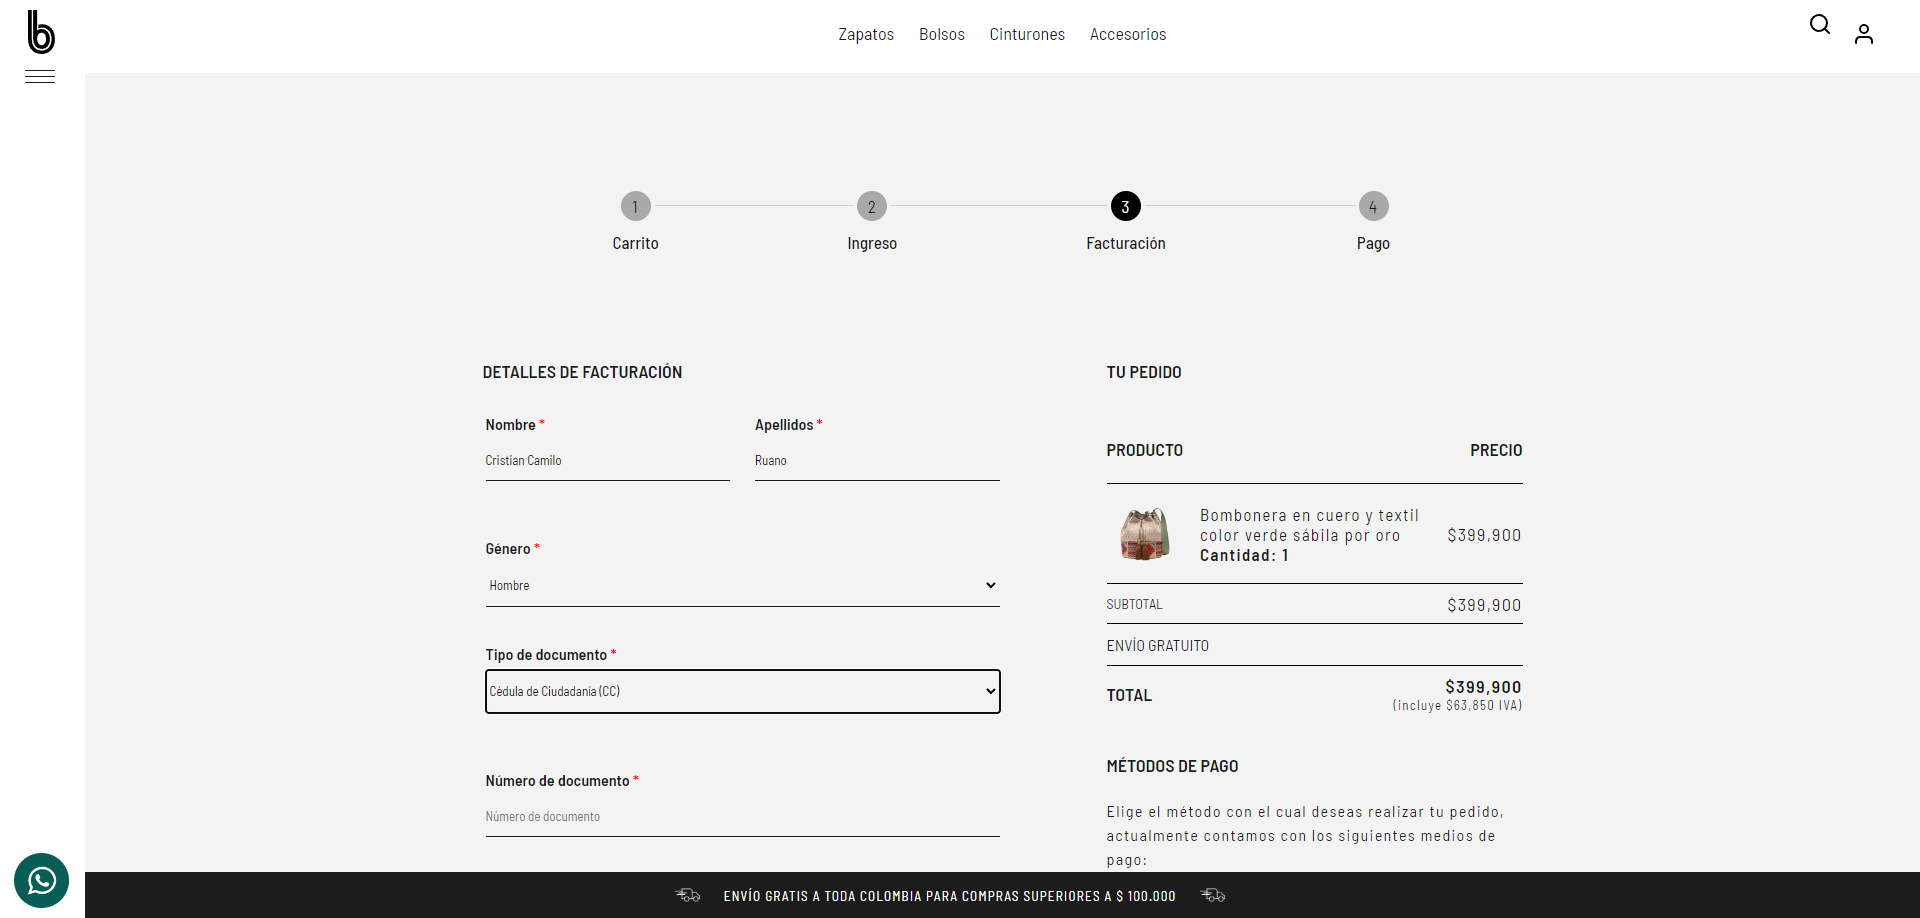 b
Zapatos Bolsos Cinturones Accesorios
1 2 3 4
Carrito Ingreso Facturación Pago
DETALLES DE FACTURACIÓN
Nombre *
Apellidos *
Cristian Camilo
Ruano
Género *
Hombre
Tipo de documento *
Cédula de Ciudadanía (CC)
Número de documento *
Número de documento
TU PEDIDO
PRODUCTO PRECIO
Bombonera en cuero y textil
color verde sábila por oro
Cantidad: 1
$399,900
SUBTOTAL $399,900
ENVÍO GRATUITO
TOTAL $399,900
(incluye $63,850 IVA)
MÉTODOS DE PAGO
Elige el método con el cual deseas realizar tu pedido,
actualmente contamos con los siguientes medios de
pago:
ENVÍO GRATIS A TODA COLOMBIA PARA COMPRAS SUPERIORES A $ 100.000